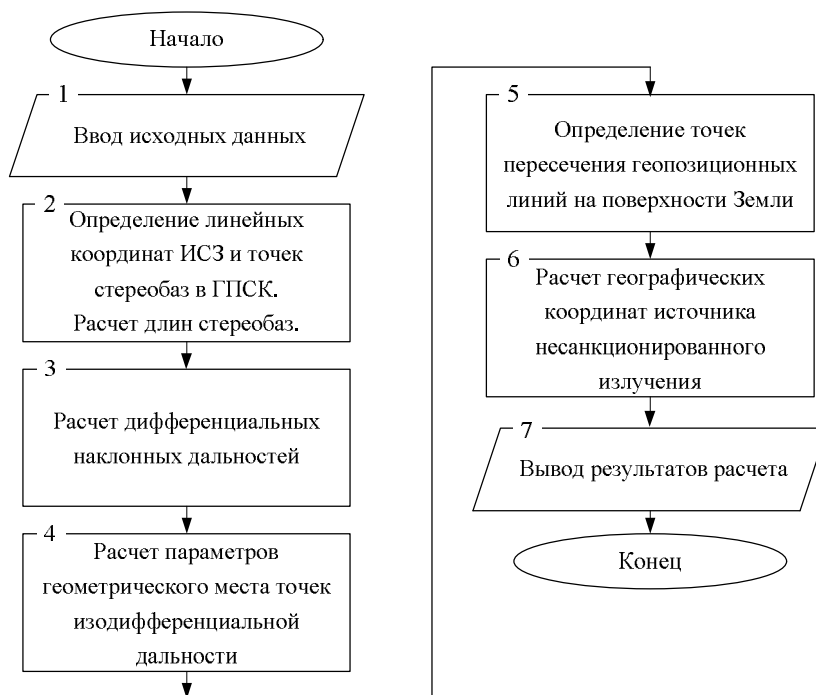 Начало
1
Ввод исходных данных
2
Определение линейных
координат ИСЗ и точек
стереобаз в ГПСК.
Расчет длин стереобаз.
3
Расчет дифференциальных
наклонных дальностей
4
Расчет параметров
геометрического места точек
изодифференциальной
дальности
5
Определение точек
пересечения геопозиционных
линий на поверхности Земли
6
Расчет географических
координат источника
несанкционированного
излучения
7
Вывод результатов расчета
Конец